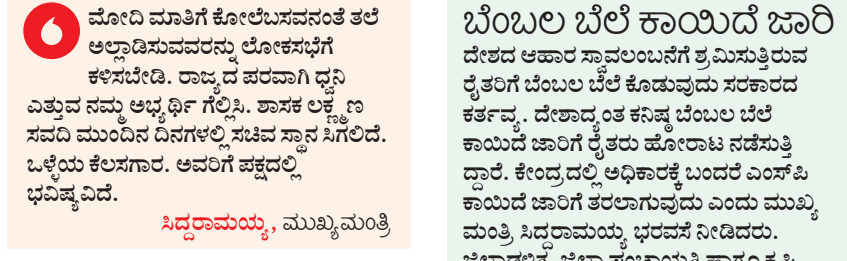 ಮೋದಿ ಮಾತಿಗೆ ಕೋಲೆಬಸವನಂತೆ ತಲೆ
ಅಲ್ಲಾಡಿಸುವವರನ್ನು ಲೋಕಸಭೆಗೆ
ಕಳಿಸಬೇಡಿ. ರಾಜ್ಯದ ಪರವಾಗಿ ಧ್ವನಿ
ಎತ್ತುವ ನಮ್ಮ ಅಭ್ಯರ್ಥಿ ಗೆಲ್ಲಿಸಿ. ಶಾಸಕ ಲಕ್ಷ್ಮಣ
ಸವದಿ ಮುಂದಿನ ದಿನಗಳಲ್ಲಿ ಸಚಿವ ಸ್ಥಾನ ಸಿಗಲಿದೆ.
ಒಳ್ಳೆಯ ಕೆಲಸಗಾರ. ಅವರಿಗೆ ಪಕ್ಷದಲ್ಲಿ
ಭವಿಷ್ಯವಿದೆ.
ಸಿದ್ದರಾಮಯ್ಯ, ಮುಖ್ಯಮಂತ್ರಿ
ಬೆಂಬಲ ಬೆಲೆ ಕಾಯಿದೆ ಜಾರಿ
ದೇಶದ ಆಹಾರ ಸ್ವಾವಲಂಬನೆಗೆ ಶ್ರಮಿಸುತ್ತಿರುವ
ರೈತರಿಗೆ ಬೆಂಬಲ ಬೆಲೆ ಕೊಡುವುದು ಸರಕಾರದ
ಕರ್ತವ್ಯ. ದೇಶಾದ್ಯಂತ ಕನಿಷ್ಠ ಬೆಂಬಲ ಬೆಲೆ
ಕಾಯಿದೆ ಜಾರಿಗೆ ರೈತರು ಹೋರಾಟ ನಡೆಸುತ್ತಿ
ದ್ದಾರೆ. ಕೇಂದ್ರದಲ್ಲಿ ಅಧಿಕಾರಕ್ಕೆ ಬಂದರೆ ಎಂಸ್‌ಪಿ
ಕಾಯಿದೆ ಜಾರಿಗೆ ತರಲಾಗುವುದು ಎಂದು ಮುಖ್ಯ
ಮಂತ್ರಿ ಸಿದ್ದರಾಮಯ್ಯ ಭರವಸೆ ನೀಡಿದರು.